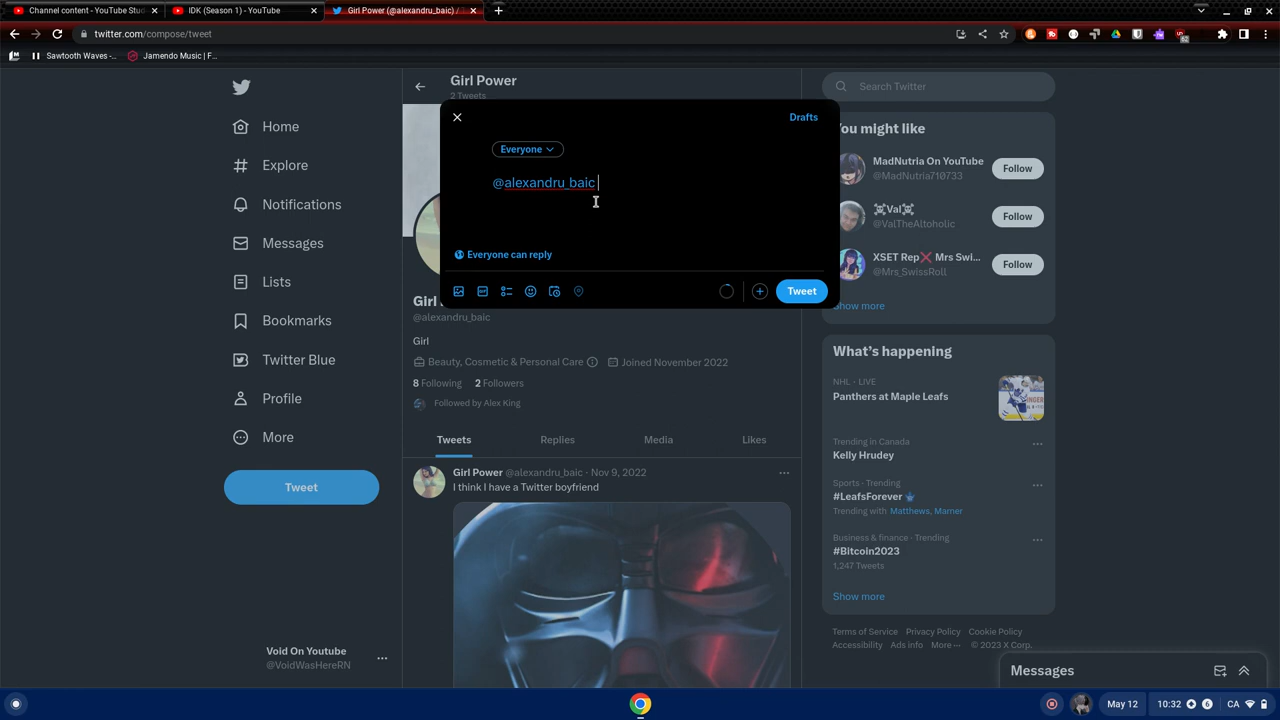 Channel content - YouTube Stud
IDK (Season 1) - YouTube
Girl Power (@alexandru_baic) /
twitter.com/compose/tweet
Sawtooth Waves -...
Jamendo Music | F...
Home
Explore
Notifications
Messages
Lists
Bookmarks
Twitter Blue
Profile
More
Tweet
Void On Youtube
@VoidWasHereRN
Girl Power
2 Tweets
Drafts
Everyone
@alexandru_baic
Everyone can reply
Tweet
@alexandru_baic
Girl
Beauty, Cosmetic & Personal Care
Joined November 2022
8 Following 2 Followers
Followed by Alex King
Tweets Replies Media Likes
Girl Power @alexandru_baic · Nov 9, 2022
I think I have a Twitter boyfriend
Search Twitter
You might like
MadNutria On YouTube
@MadNutria710733
Follow
☠️Val☠️
@ValTheAltoholic
Follow
XSET Rep❌ Mrs Swi...
@Mrs_SwissRoll
Follow
Show more
What's happening
NHL · LIVE
Panthers at Maple Leafs
Trending in Canada
Kelly Hrudey
Sports · Trending
#LeafsForever
Trending with Matthews, Marner
Business & finance · Trending
#Bitcoin2023
1,247 Tweets
Show more
Terms of Service Privacy Policy Cookie Policy
Accessibility Ads info More ··· © 2023 X Corp.
Messages
May 12 10:32 6 CA